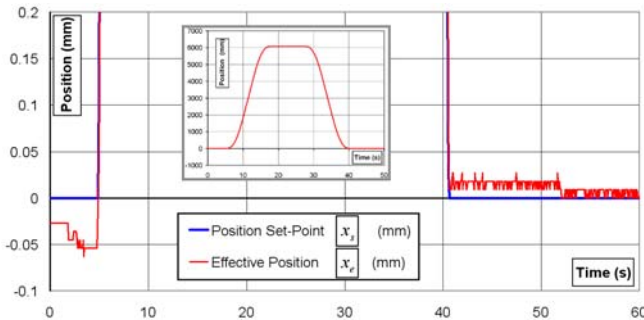 0.2
0.15
0.1
0.05
0
-0.05
-0.1
Position (mm)
7000
6000
5000
4000
3000
2000
1000
0
-1000
Position (mm)
Time (s)
0 10 20 30 40 50
Position Set-Point x_s (mm)
Effective Position x_e (mm)
Time (s)
0 10 20 30 40 50 60